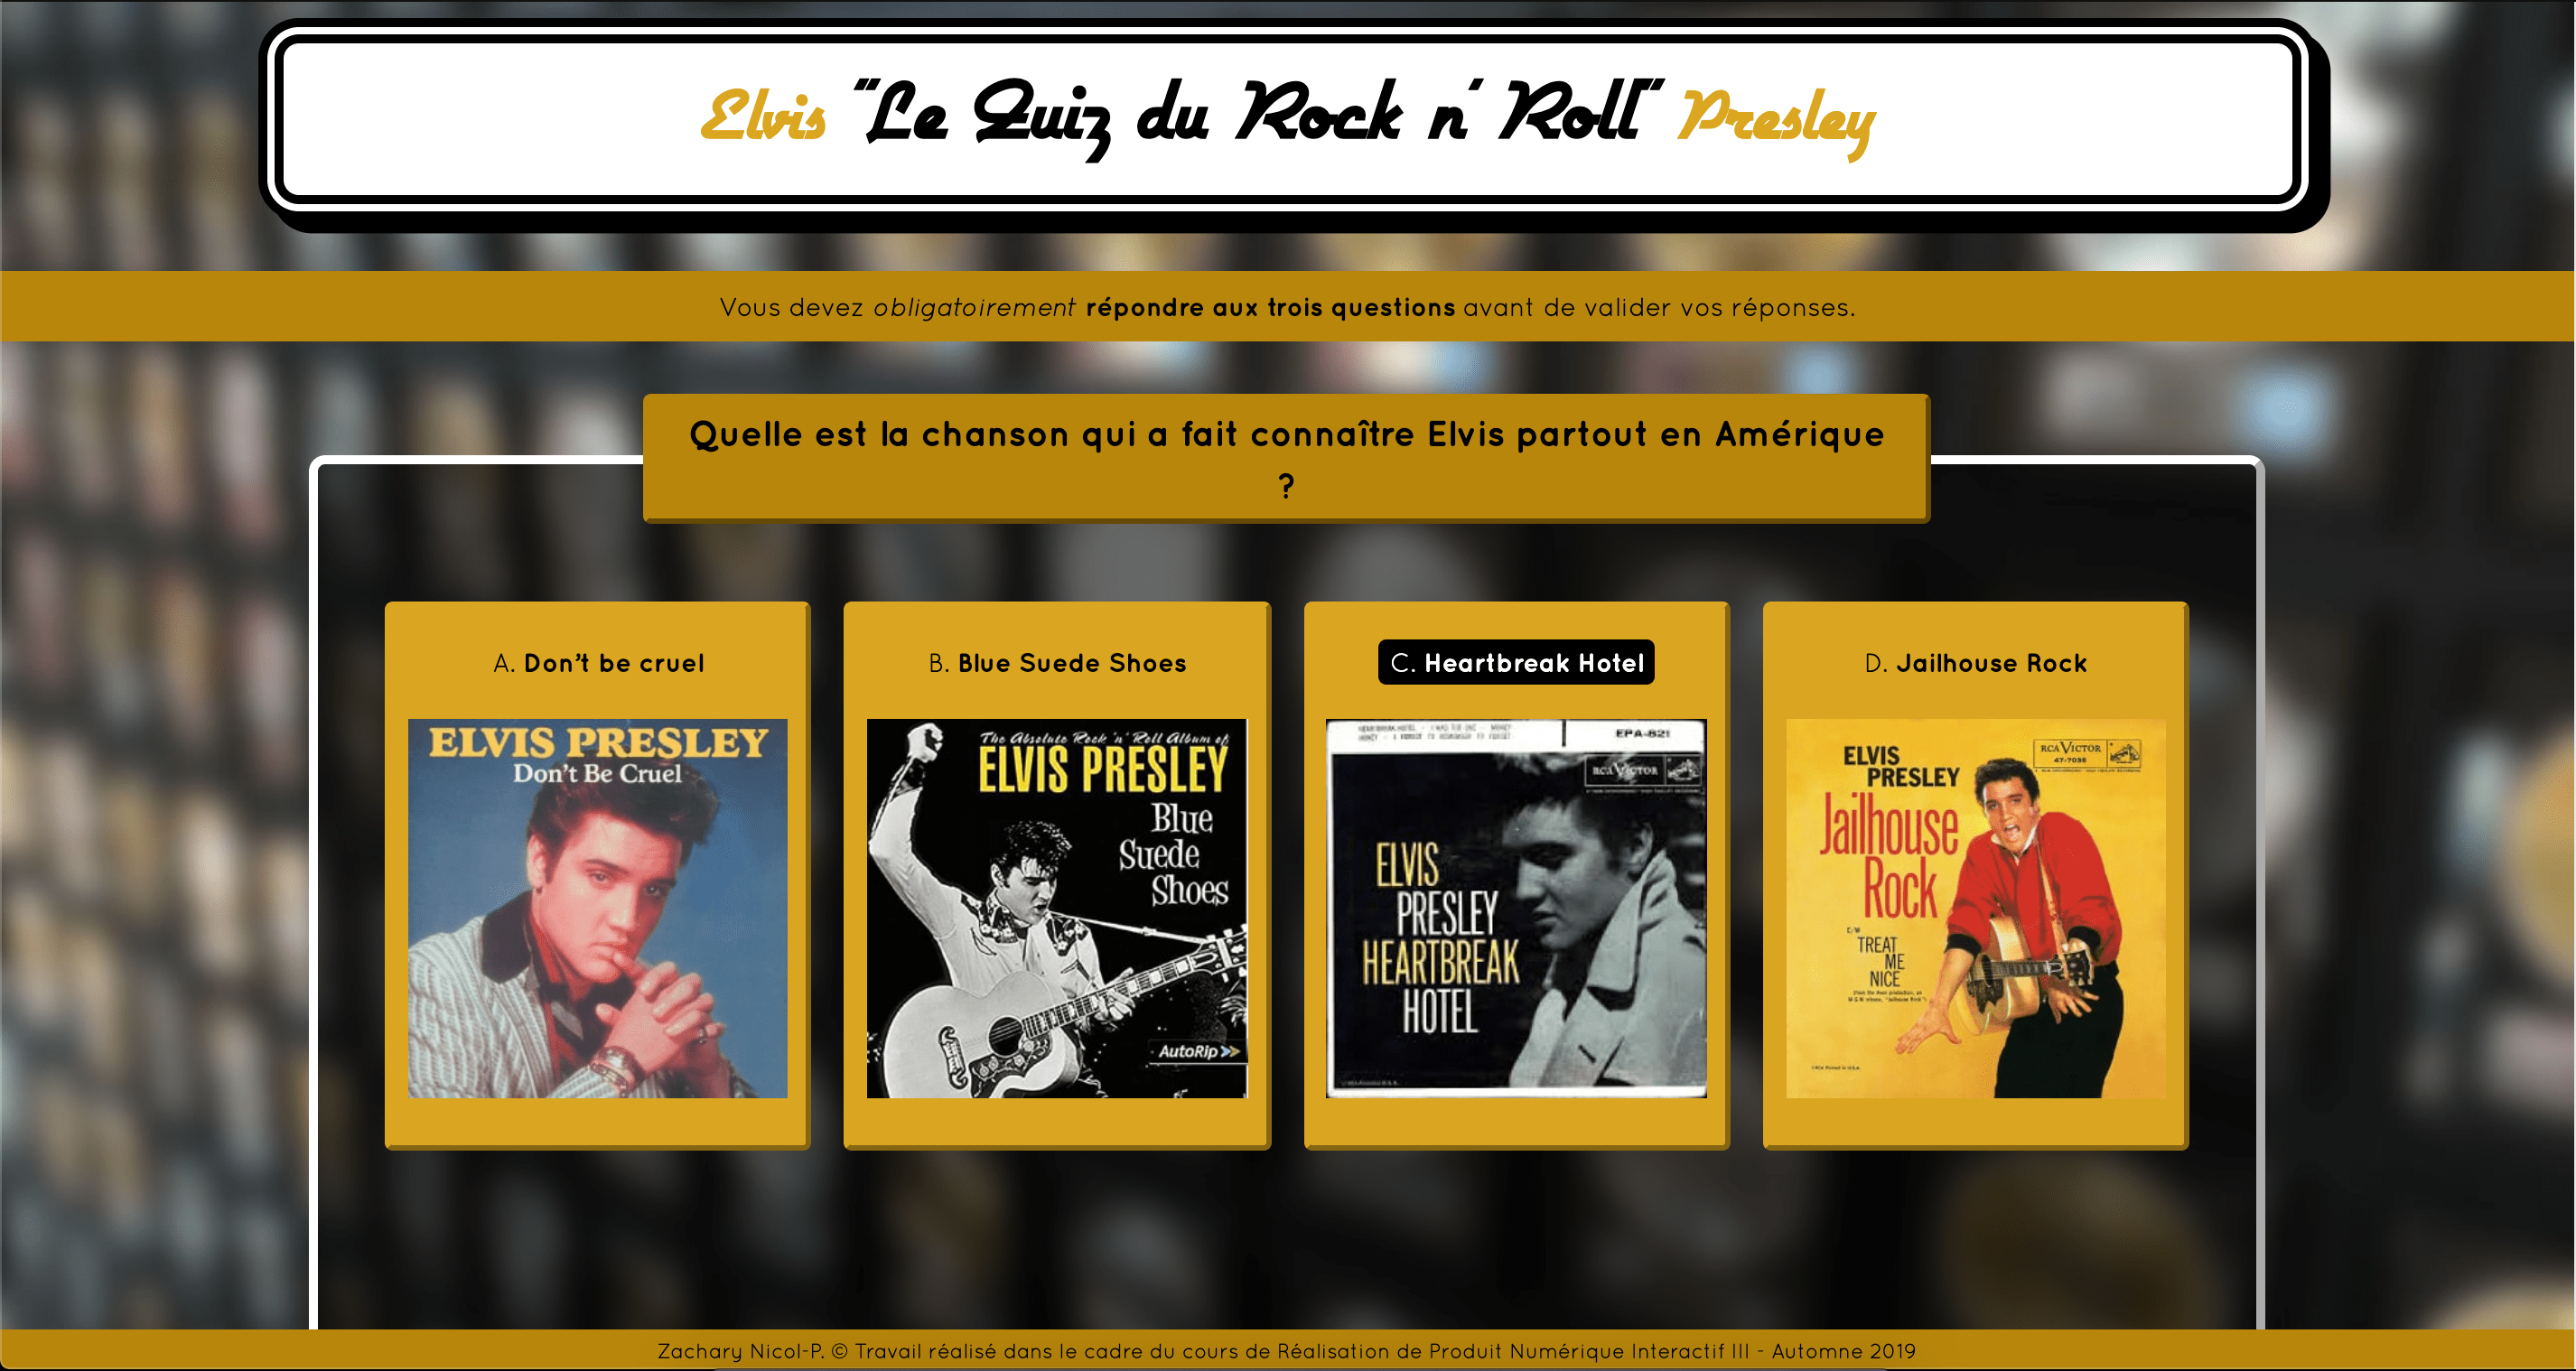 Elvis "Le Quiz du Rock n' Roll" Presley
Vous devez obligatoirement répondre aux trois questions avant de valider vos réponses.
Quelle est la chanson qui a fait connaître Elvis partout en Amérique
?
A. Don't be cruel
ELVIS PRESLEY
Don't Be Cruel
B. Blue Suede Shoes
The Absolute Rock 'n' Roll Album of
ELVIS PRESLEY
Blue
Suede
Shoes
AutoRip
C. Heartbreak Hotel
EPA-821
RCA VICTOR
ELVIS
PRESLEY
HEARTBREAK
HOTEL
D. Jailhouse Rock
RCA VICTOR
47-7035
ELVIS
PRESLEY
Jailhouse
Rock
C/W
TREAT
ME
NICE
Zachary Nicol-P. © Travail réalisé dans le cadre du cours de Réalisation de Produit Numérique Interactif III - Automne 2019